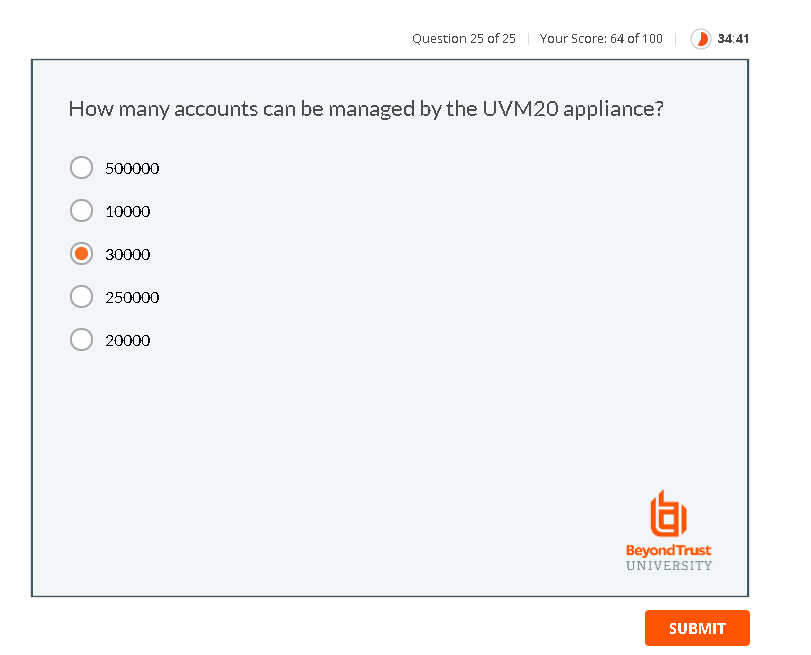 Question 25 of 25 | Your Score: 64 of 100 | 34:41
How many accounts can be managed by the UVM20 appliance?
500000
10000
30000
250000
20000
BeyondTrust
UNIVERSITY
SUBMIT